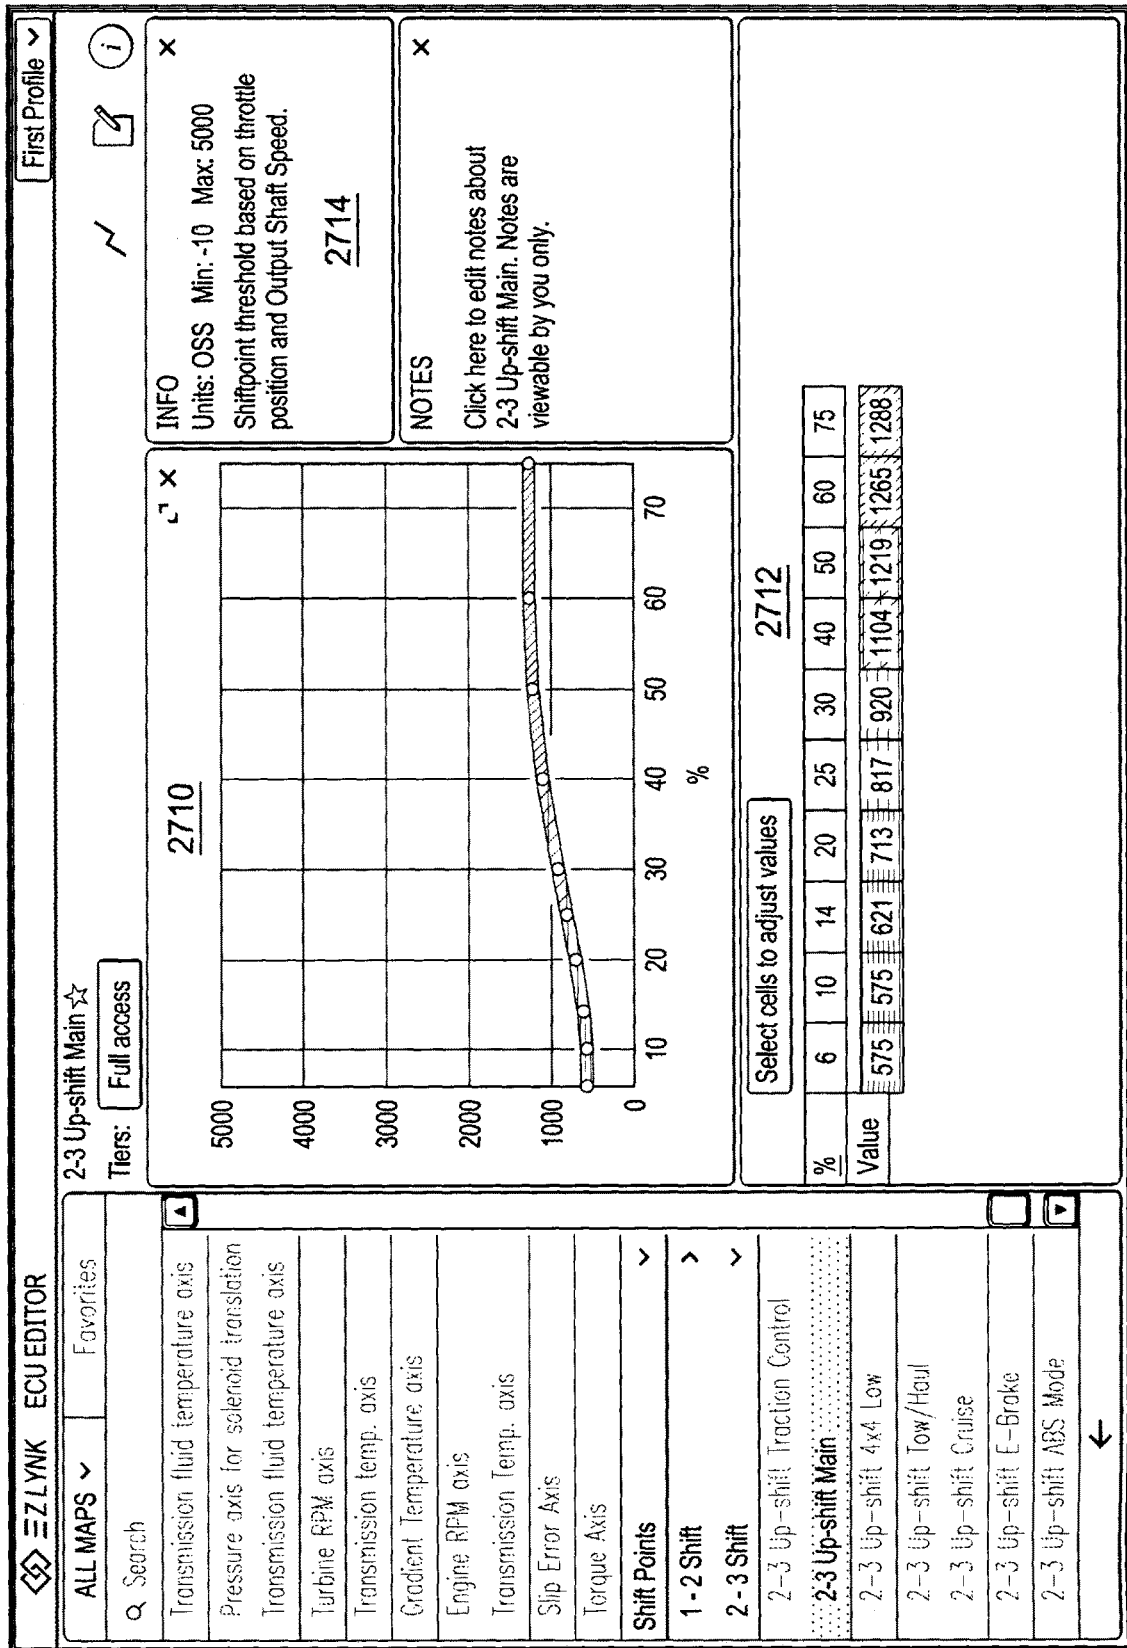 EZ LYNK ECU EDITOR
First Profile
ALL MAPS
Favorites
Search
Transmission fluid temperature axis
Pressure axis for solenoid translation
Transmission fluid temperature axis
Turbine RPM axis
Transmission temp. axis
Gradient Temperature axis
Engine RPM axis
Transmission Temp. axis
Slip Error Axis
Torque Axis
Shift Points
1 - 2 Shift
2 - 3 Shift
2-3 Up-shift Traction Control
2-3 Up-shift Main
2-3 Up-shift 4x4 Low
2-3 Up-shift Tow/Haul
2-3 Up-shift Cruise
2-3 Up-shift E-Brake
2-3 Up-shift ABS Mode
2-3 Up-shift Main
Tiers: Full access
i
2710
5000
4000
3000
2000
1000
0
10 20 30 40 50 60 70
%
INFO
Units: OSS Min: -10 Max: 5000
Shiftpoint threshold based on throttle
position and Output Shaft Speed.
2714
NOTES
Click here to edit notes about
2-3 Up-shift Main. Notes are
viewable by you only.
Select cells to adjust values
2712
% 6 10 14 20 25 30 40 50 60 75
Value 575 575 621 713 817 920 1104 1219 1265 1288